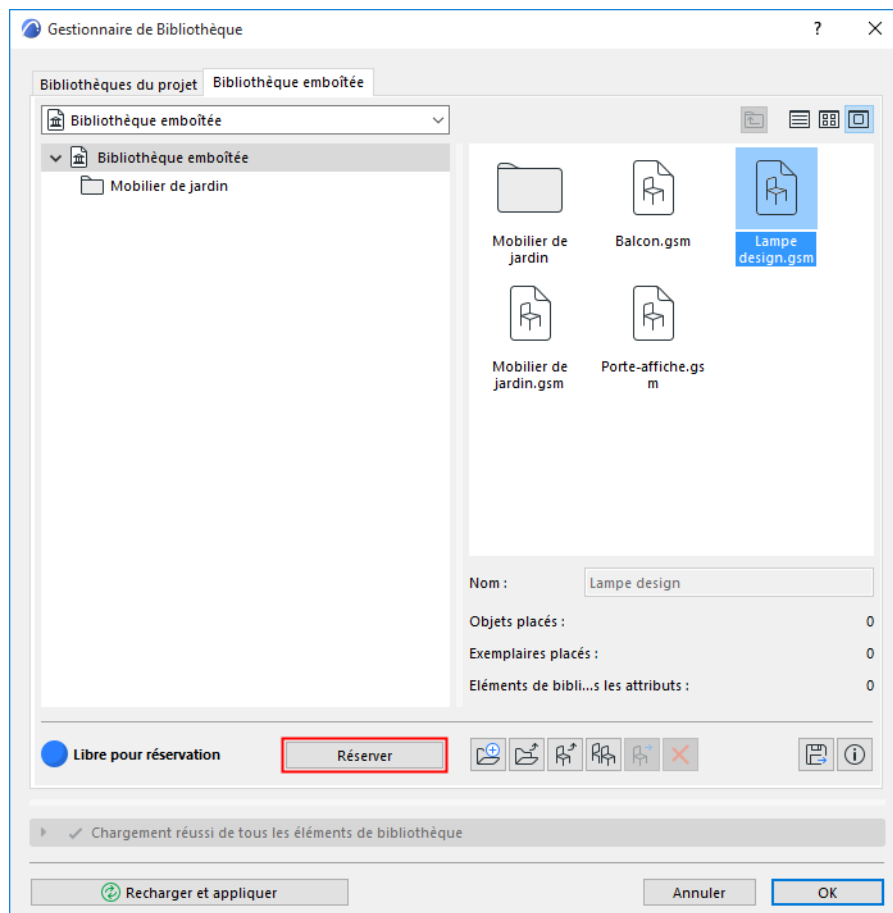 Gestionnaire de Bibliothèque
?
Bibliothèques du projet
Bibliothèque emboîtée
Bibliothèque emboîtée
Bibliothèque emboîtée
Mobilier de jardin
Mobilier de
jardin
Balcon.gsm
Lampe
design.gsm
Mobilier de
jardin.gsm
Porte-affiche.gs
m
Nom :
Lampe design
Objets placés :
0
Exemplaires placés :
0
Eléments de bibli...s les attributs :
0
Libre pour réservation
Réserver
Chargement réussi de tous les éléments de bibliothèque
Recharger et appliquer
Annuler
OK